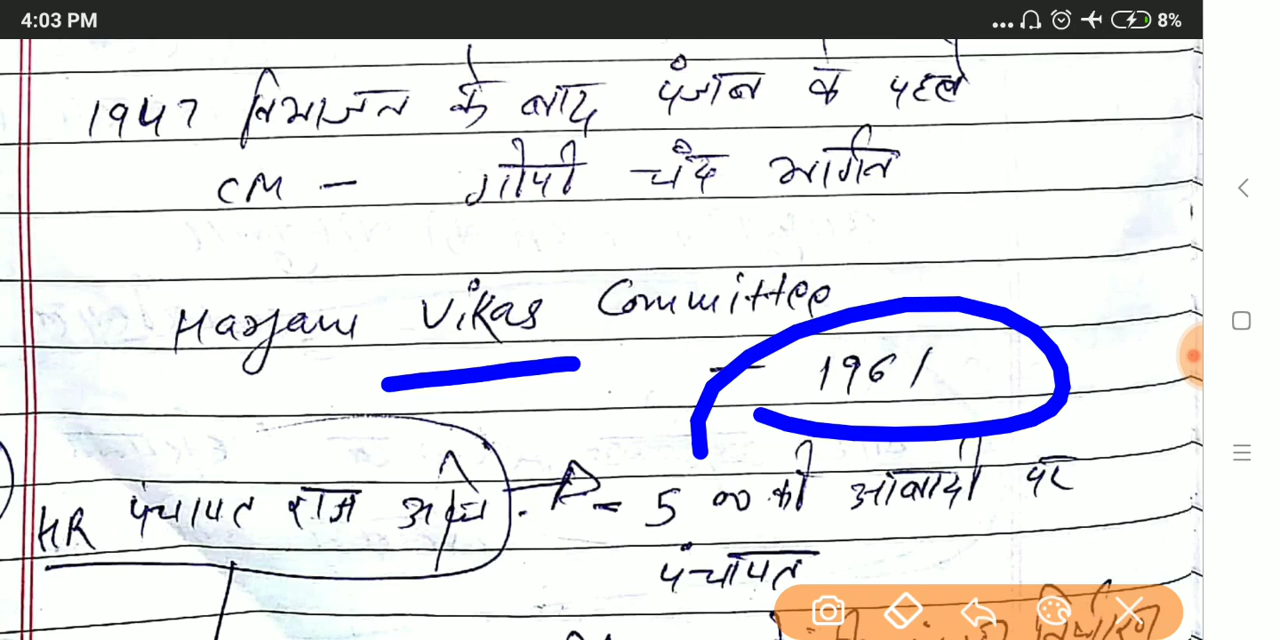 4:03 PM 8%
1947 विभाजन के बाद पंजाब के पहले
CM - गोपी चंद भार्गव
Haryana Vikas Committee
- 1961
HR पंचायत राज अधि. - 500 की आबादी पर
पंचायत